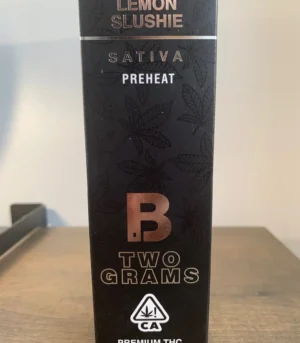 LEMON
SLUSHIE
SATIVA
PREHEAT
B
TWO
GRAMS
!
CA
PREMIUM THC